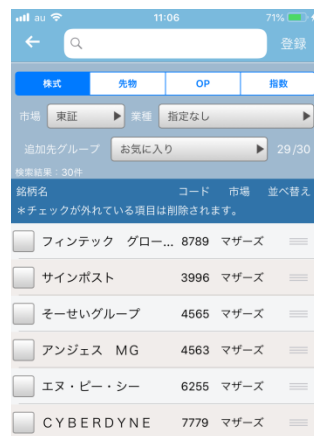 11:06 71%
登録
株式 先物 OP 指数
市場 東証 業種 指定なし
追加先グループ お気に入り 29/30
検索結果:30件
銘柄名 コード 市場 並べ替え
*チェックが外れている項目は削除されます。
フィンテック グロー... 8789 マザーズ
サインポスト 3996 マザーズ
そーせいグループ 4565 マザーズ
アンジェス MG 4563 マザーズ
エヌ・ピー・シー 6255 マザーズ
CYBERDYNE 7779 マザーズ